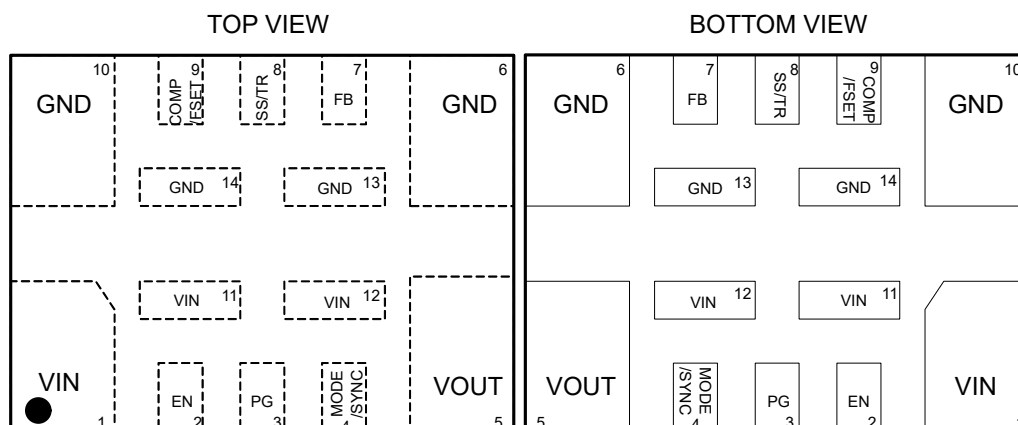 TOP VIEW
BOTTOM VIEW
10
9
8
7
6
GND
COMP
/FSET
SS/TR
FB
GND
GND 14
GND 13
VIN 11
VIN 12
VIN
EN
PG
MODE
/SYNC
VOUT
1
2
3
4
5
6
7
8
9
10
GND
FB
SS/TR
COMP
/FSET
GND
GND 13
GND 14
VIN 12
VIN 11
VOUT
MODE
/SYNC
PG
EN
VIN
5
4
3
2